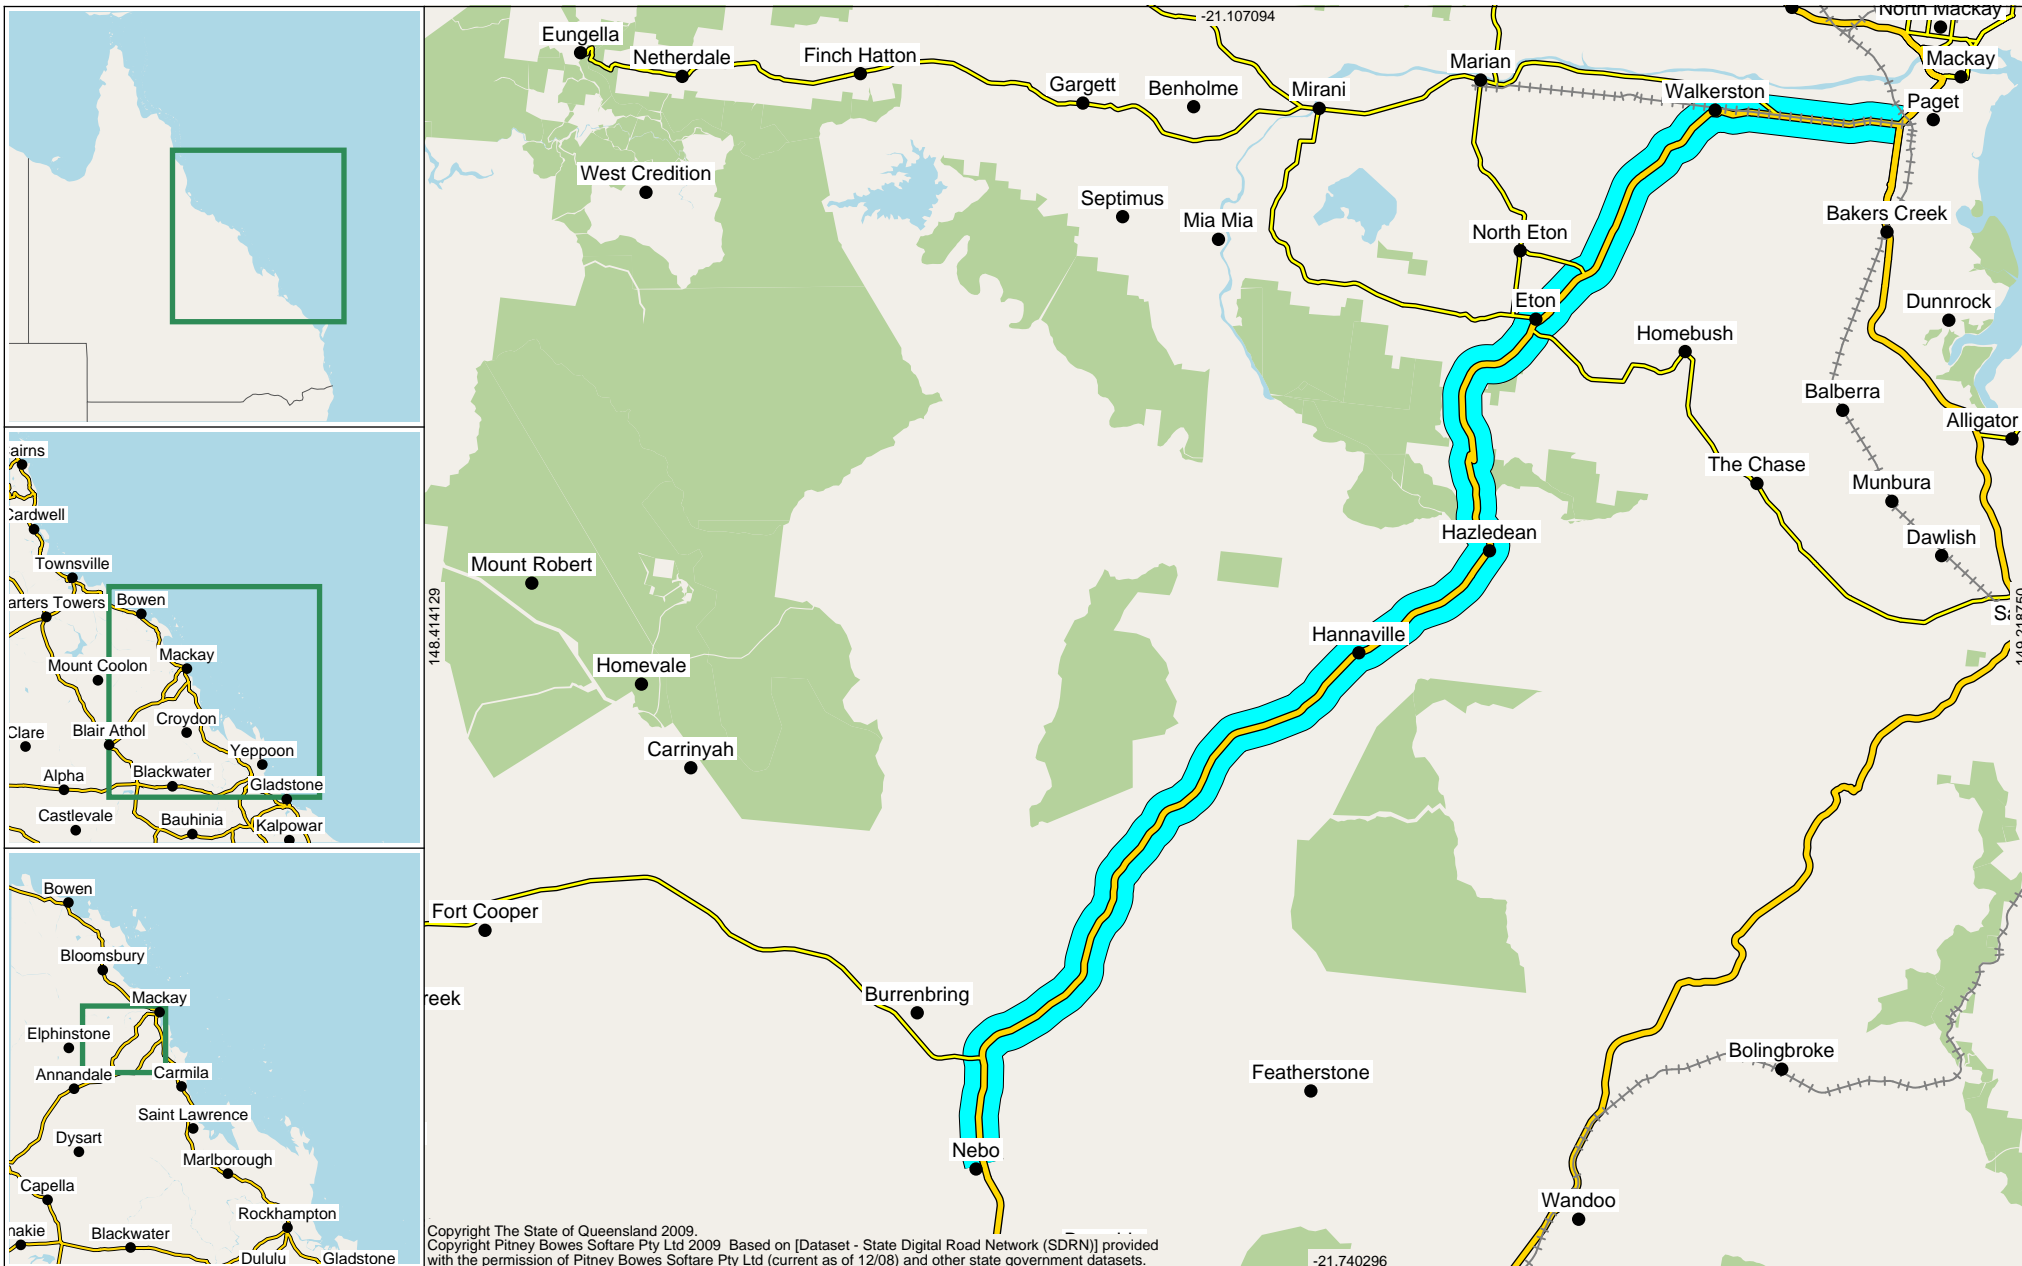 airns
Cardwell
Townsville
arters Towers
Bowen
Mount Coolon
Mackay
Clare
Blair Athol
Croydon
Yeppoon
Alpha
Blackwater
Gladstone
Castlevale
Bauhinia
Kalpowar
Bowen
Bloomsbury
Mackay
Elphinstone
Annandale
Carmila
Saint Lawrence
Dysart
Marlborough
Capella
Rockhampton
nakie
Blackwater
Dululu
Gladstone
-21.107094
North Mackay
Eungella
Netherdale
Finch Hatton
Marian
Mackay
Gargett
Benholme
Mirani
Walkerston
Paget
West Credition
Septimus
Mia Mia
North Eton
Bakers Creek
Eton
Dunnrock
Homebush
Balberra
Alligator
The Chase
Munbura
Hazledean
Dawlish
Mount Robert
148.414129
149.218750
Sa
Hannaville
Homevale
Carrinyah
Fort Cooper
reek
Burrenbring
Featherstone
Bolingbroke
Nebo
Wandoo
Copyright The State of Queensland 2009.
Copyright Pitney Bowes Softare Pty Ltd 2009 Based on [Dataset - State Digital Road Network (SDRN)] provided
with the permission of Pitney Bowes Softare Pty Ltd (current as of 12/08) and other state government datasets.
-21.740296